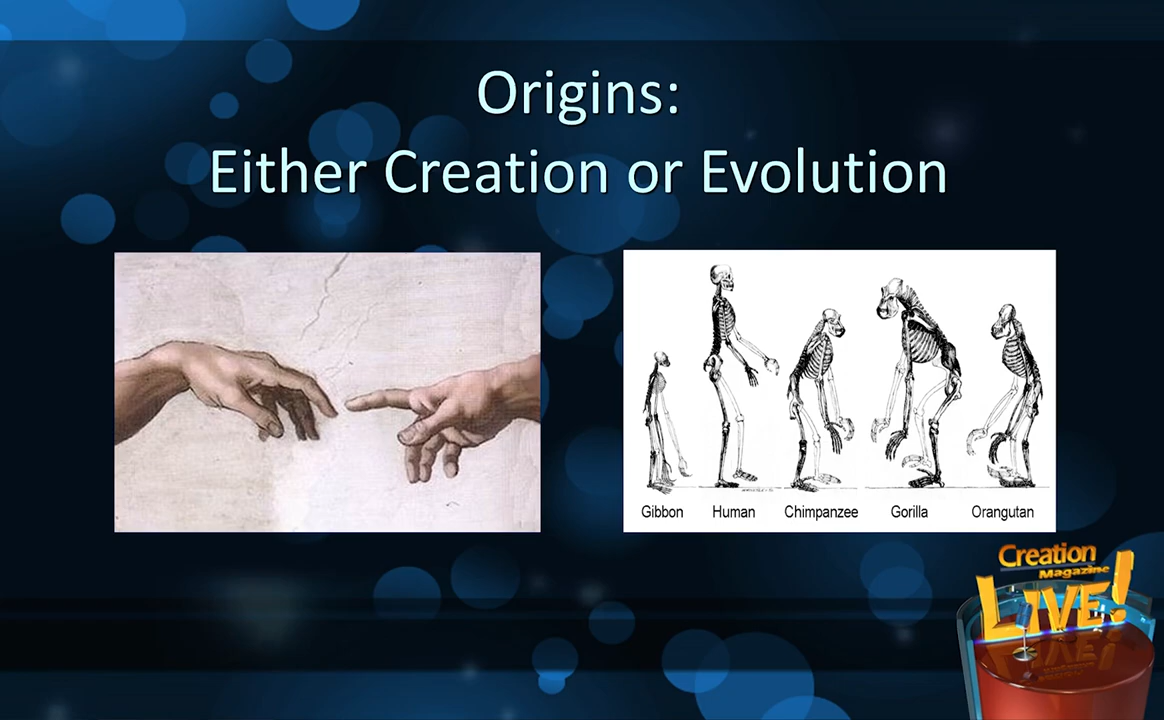 Origins:
Either Creation or Evolution
Gibbon Human Chimpanzee Gorilla Orangutan
Creation
Magazine
LIVE!